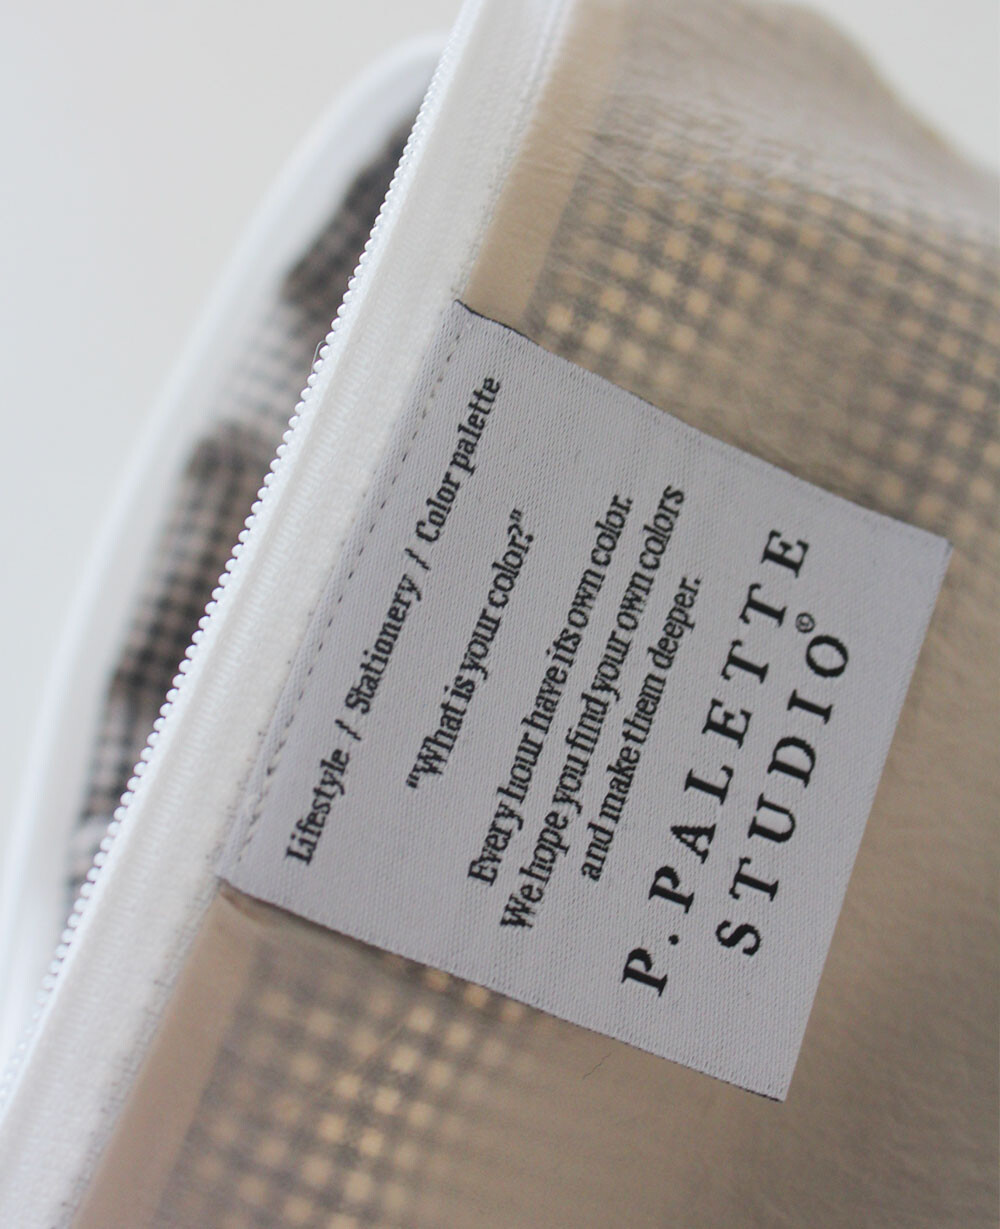 Lifestyle / Stationery / Color palette
"What is your color?"
Every hour have its own color.
We hope you find your own colors
and make them deeper.
P.PALETTE
STUDIO©